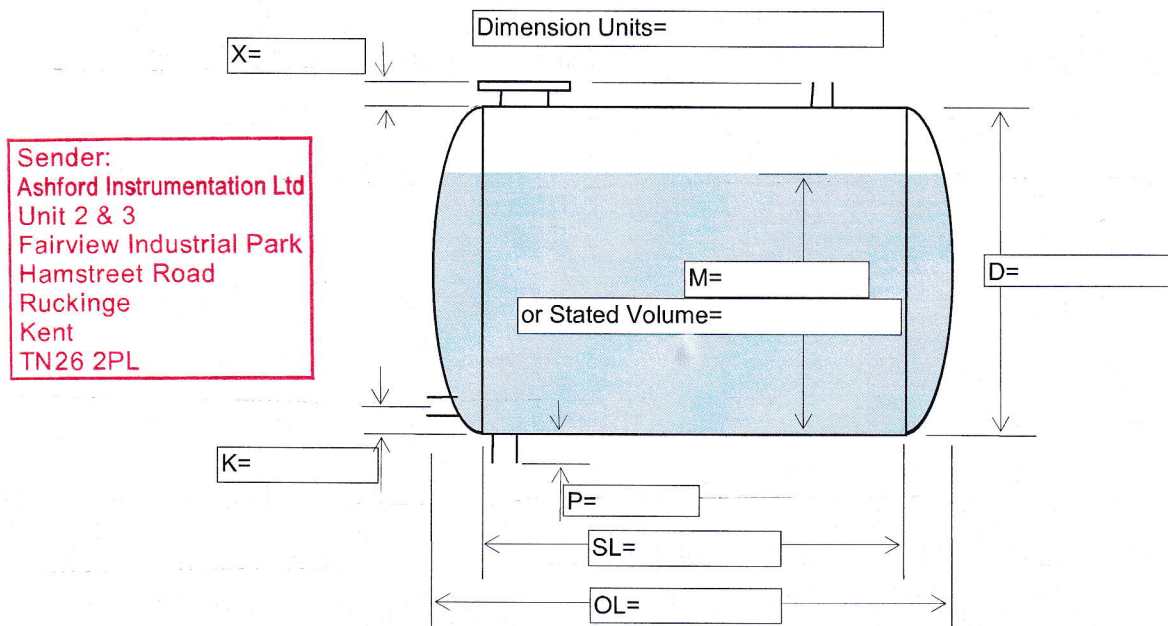 Dimension Units=
X=
Sender:
Ashford Instrumentation Ltd
Unit 2 & 3
Fairview Industrial Park
Hamstreet Road
Ruckinge
Kent
TN26 2PL
M=
D=
or Stated Volume=
K=
P=
SL=
OL=